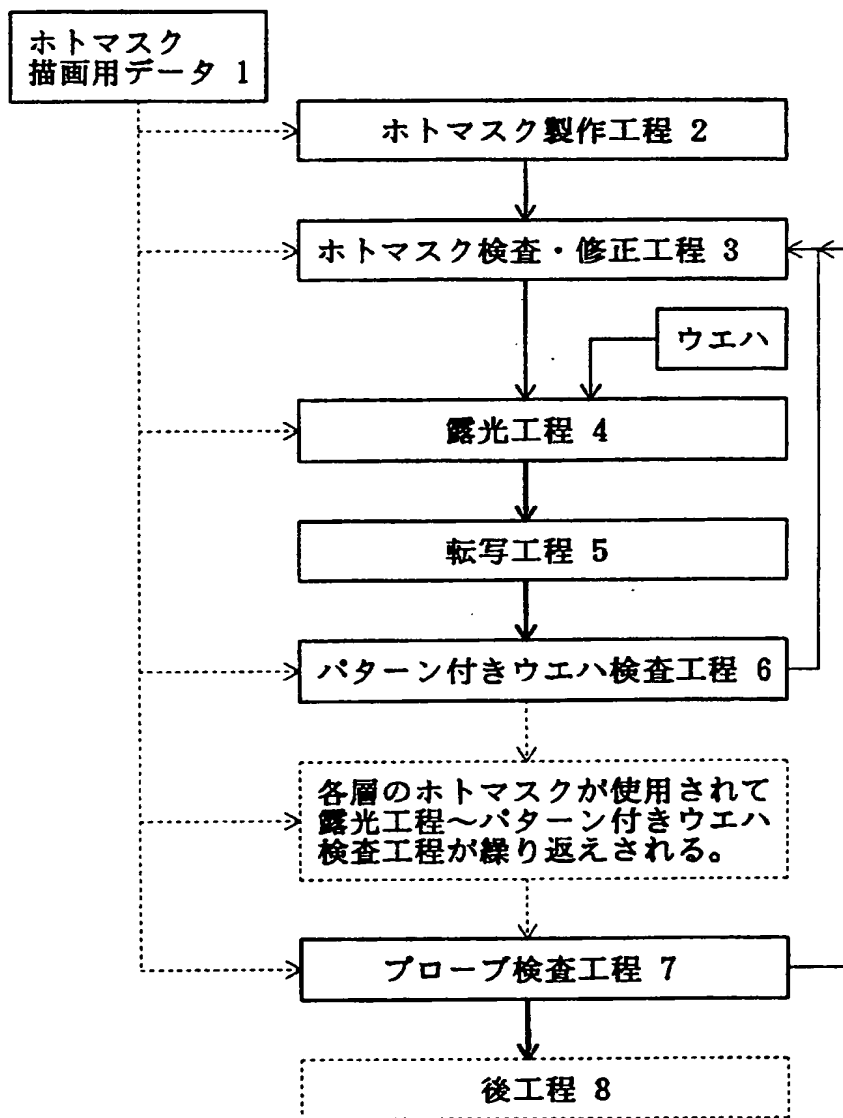 ホトマスク
描画用データ 1
ホトマスク製作工程 2
ホトマスク検査・修正工程 3
ウエハ
露光工程 4
転写工程 5
パターン付きウエハ検査工程 6
各層のホトマスクが使用されて
露光工程～パターン付きウエハ
検査工程が繰り返えされる。
プローブ検査工程 7
後工程 8